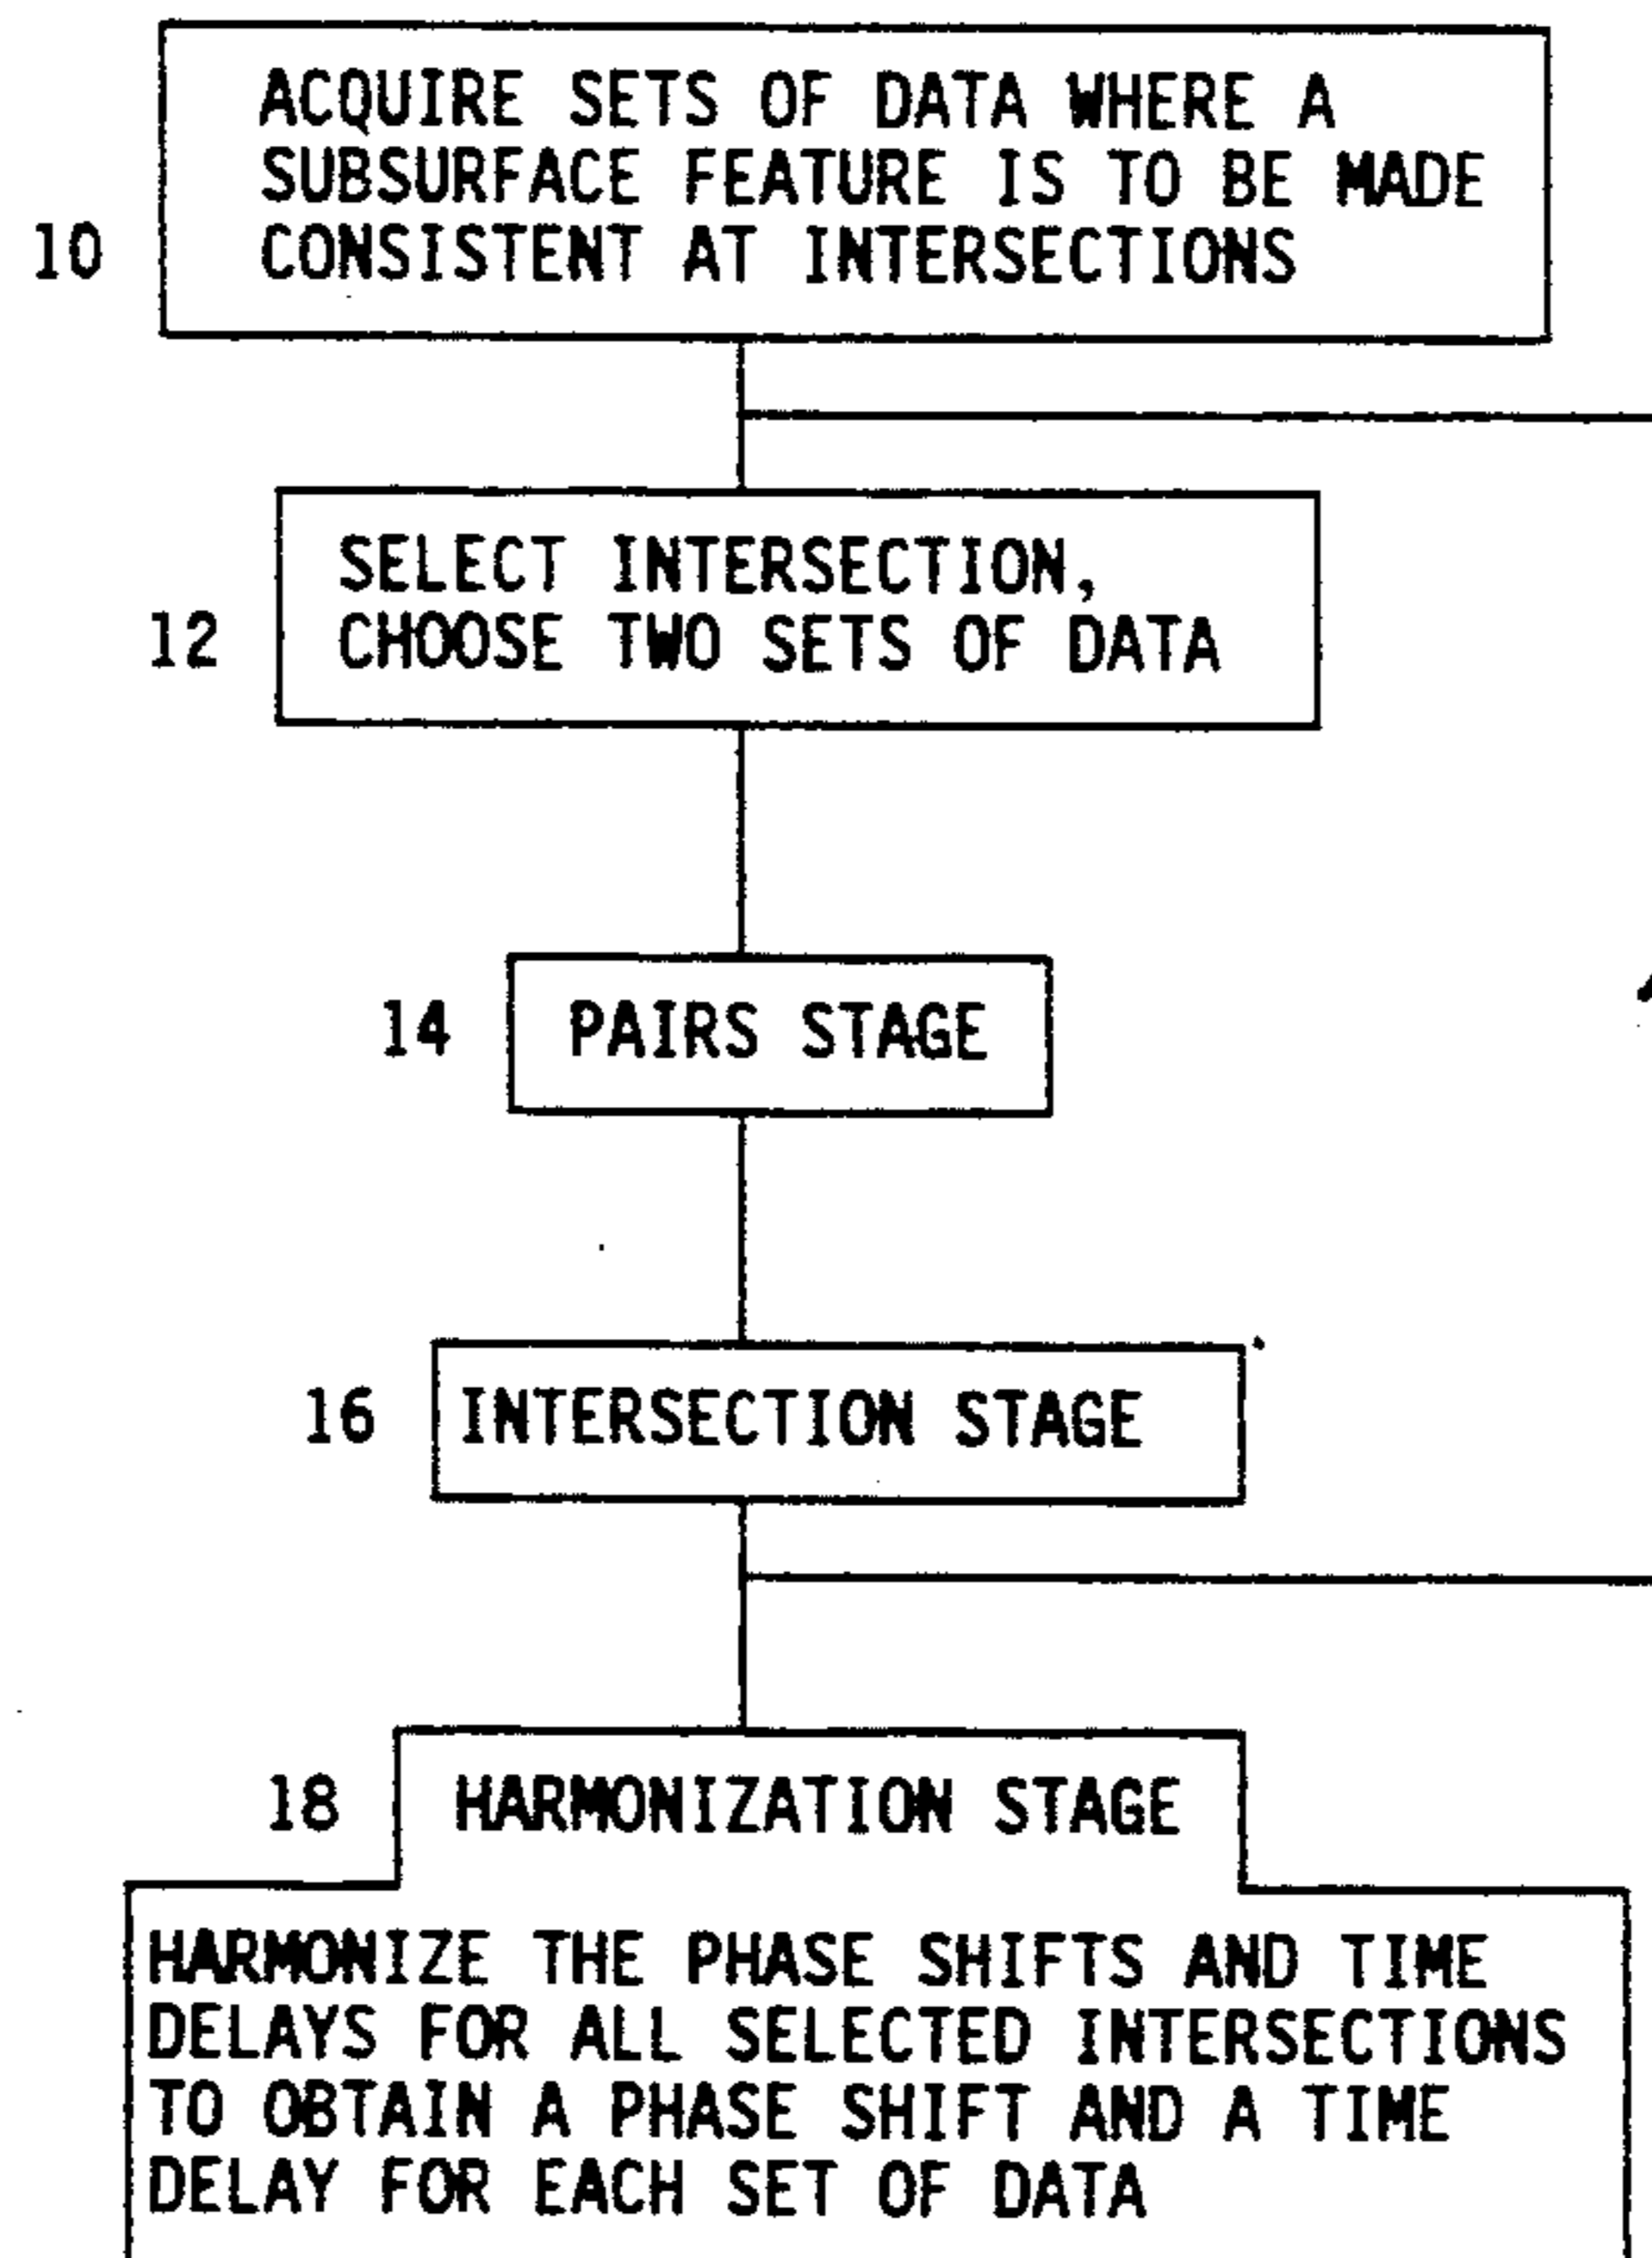 ACQUIRE SETS OF DATA WHERE A
SUBSURFACE FEATURE IS TO BE MADE
10 CONSISTENT AT INTERSECTIONS
SELECT INTERSECTION,
12 CHOOSE TWO SETS OF DATA
14 PAIRS STAGE
16 INTERSECTION STAGE
18 HARMONIZATION STAGE
HARMONIZE THE PHASE SHIFTS AND TIME
DELAYS FOR ALL SELECTED INTERSECTIONS
TO OBTAIN A PHASE SHIFT AND A TIME
DELAY FOR EACH SET OF DATA